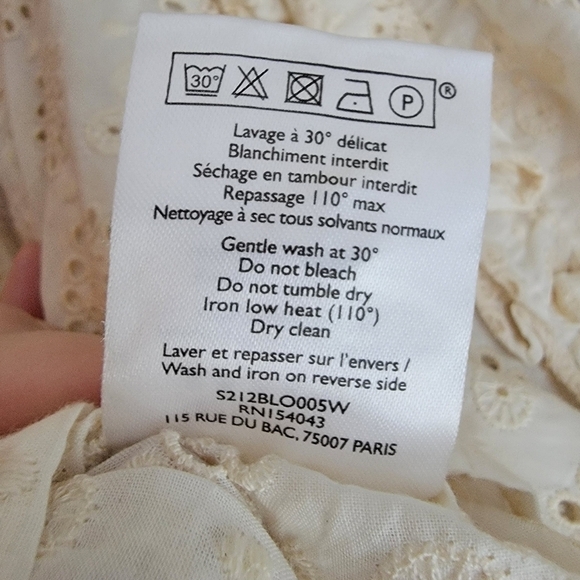 30°
P
®
Lavage à 30° délicat
Blanchiment interdit
Séchage en tambour interdit
Repassage 110° max
Nettoyage à sec tous solvants normaux
Gentle wash at 30°
Do not bleach
Do not tumble dry
Iron low heat (110°)
Dry clean
Laver et repasser sur l'envers /
Wash and iron on reverse side
S212BLO005W
RN154043
115 RUE DU BAC, 75007 PARIS